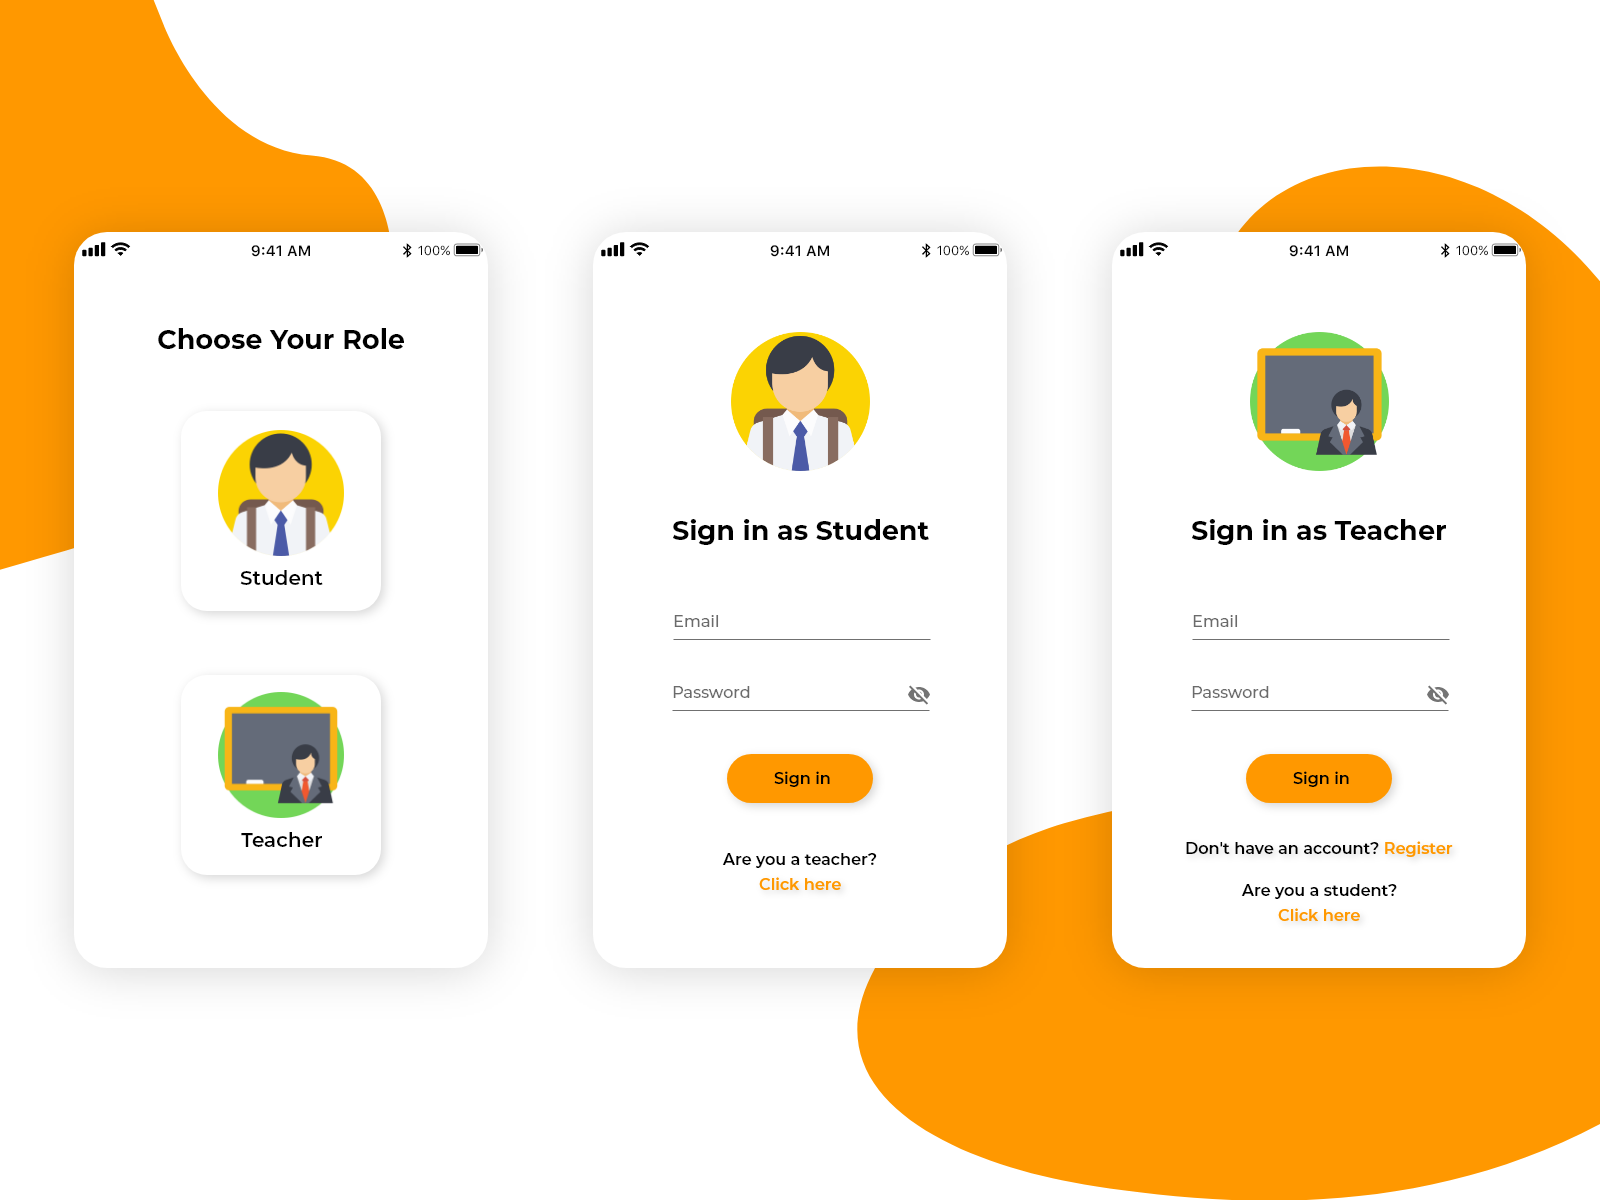 9:41 AM
100%
Choose Your Role
Student
Teacher
9:41 AM
100%
Sign in as Student
Email
Password
Sign in
Are you a teacher?
Click here
9:41 AM
100%
Sign in as Teacher
Email
Password
Sign in
Don't have an account? Register
Are you a student?
Click here